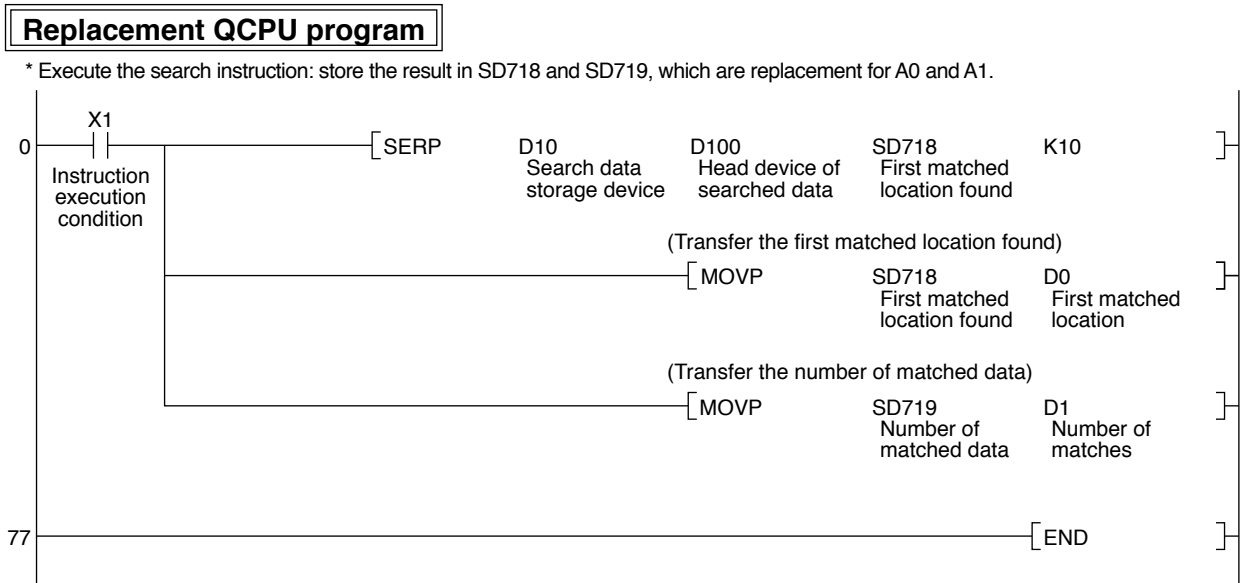 Replacement QCPU program
* Execute the search instruction: store the result in SD718 and SD719, which are replacement for A0 and A1.
X1
0 SERP D10 D100 SD718 K10
Instruction execution condition
Search data storage device
Head device of searched data
First matched location found
(Transfer the first matched location found)
MOVP SD718 D0
First matched location found
First matched location
(Transfer the number of matched data)
MOVP SD719 D1
Number of matched data
Number of matches
77 END